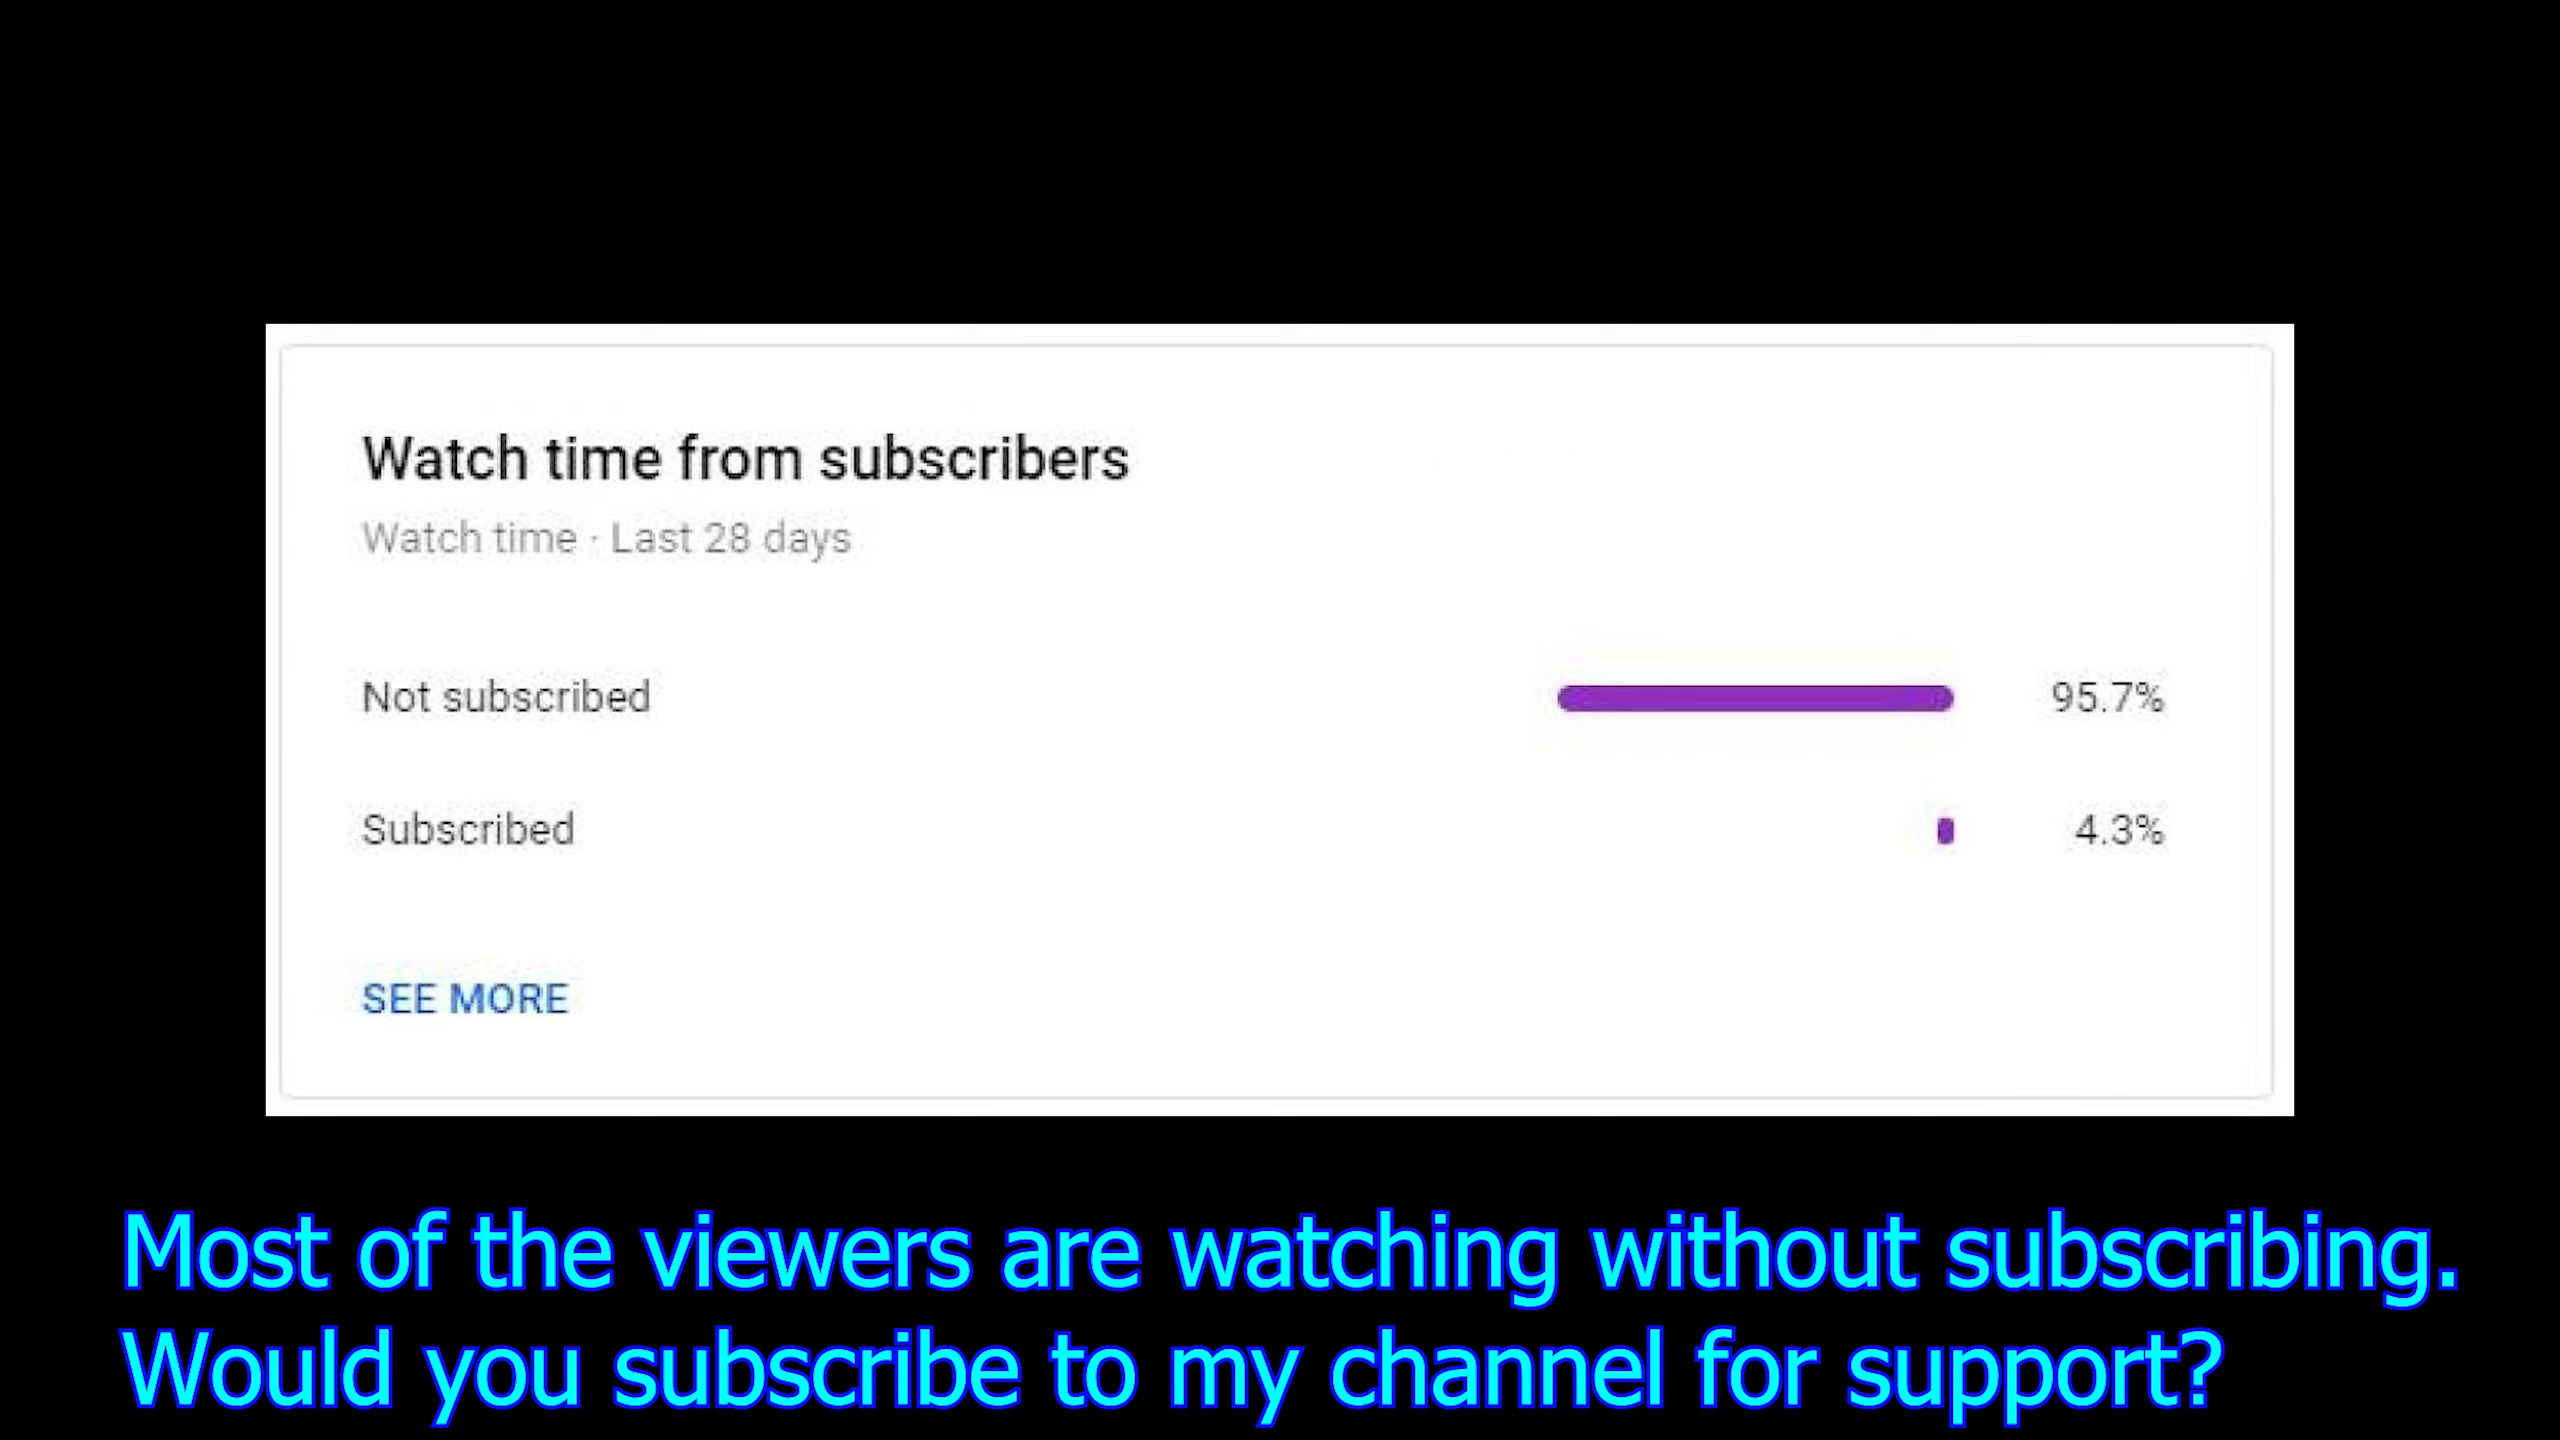 Watch time from subscribers
Watch time · Last 28 days
Not subscribed 95.7%
Subscribed 4.3%
SEE MORE
Most of the viewers are watching without subscribing.
Would you subscribe to my channel for support?